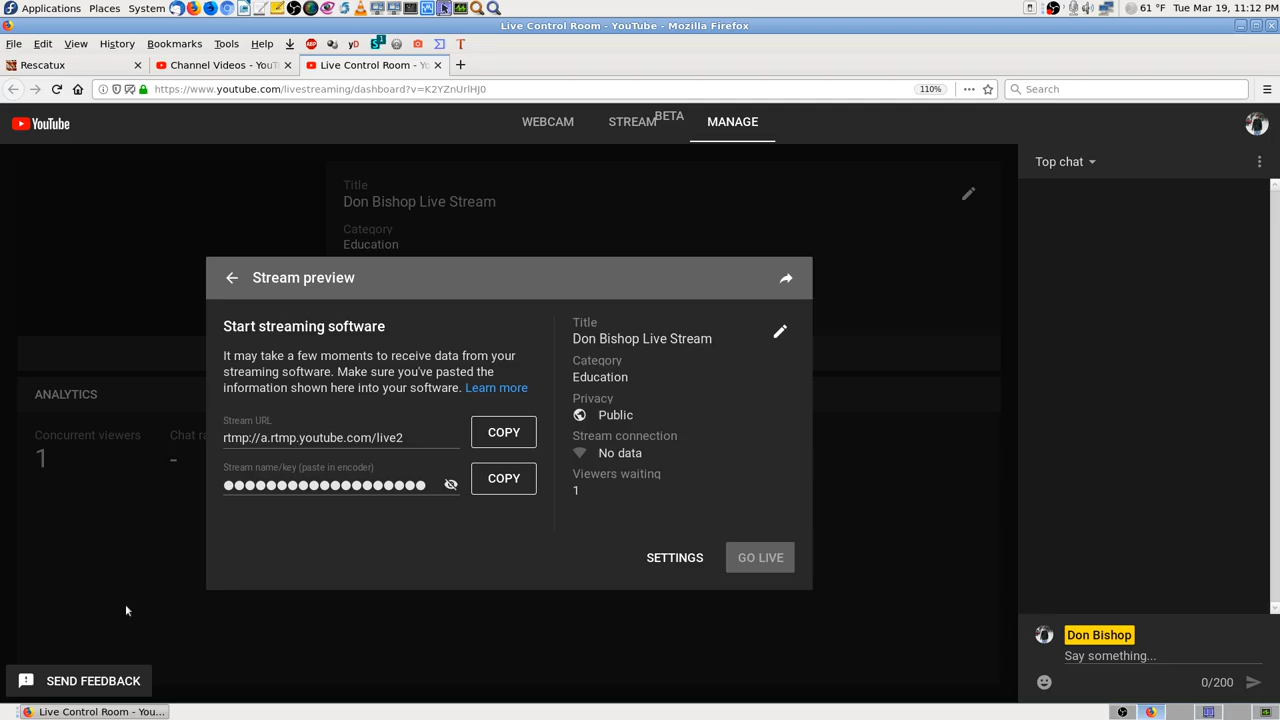 Applications Places System 61 °F Tue Mar 19, 11:12 PM
Live Control Room - YouTube - Mozilla Firefox
File Edit View History Bookmarks Tools Help
Rescatux Channel Videos - YouT Live Control Room - Yo
https://www.youtube.com/livestreaming/dashboard?v=K2YZnUrlHJ0 110% Search
YouTube WEBCAM STREAM BETA MANAGE
Top chat
Title
Don Bishop Live Stream
Category
Education
Stream preview
Start streaming software
It may take a few moments to receive data from your
streaming software. Make sure you've pasted the
information shown here into your software. Learn more
Stream URL
rtmp://a.rtmp.youtube.com/live2 COPY
Stream name/key (paste in encoder)
COPY
Title
Don Bishop Live Stream
Category
Education
Privacy
Public
Stream connection
No data
Viewers waiting
1
SETTINGS GO LIVE
ANALYTICS
Concurrent viewers Chat ra
1 -
Don Bishop
Say something...
0/200
SEND FEEDBACK
Live Control Room - You...